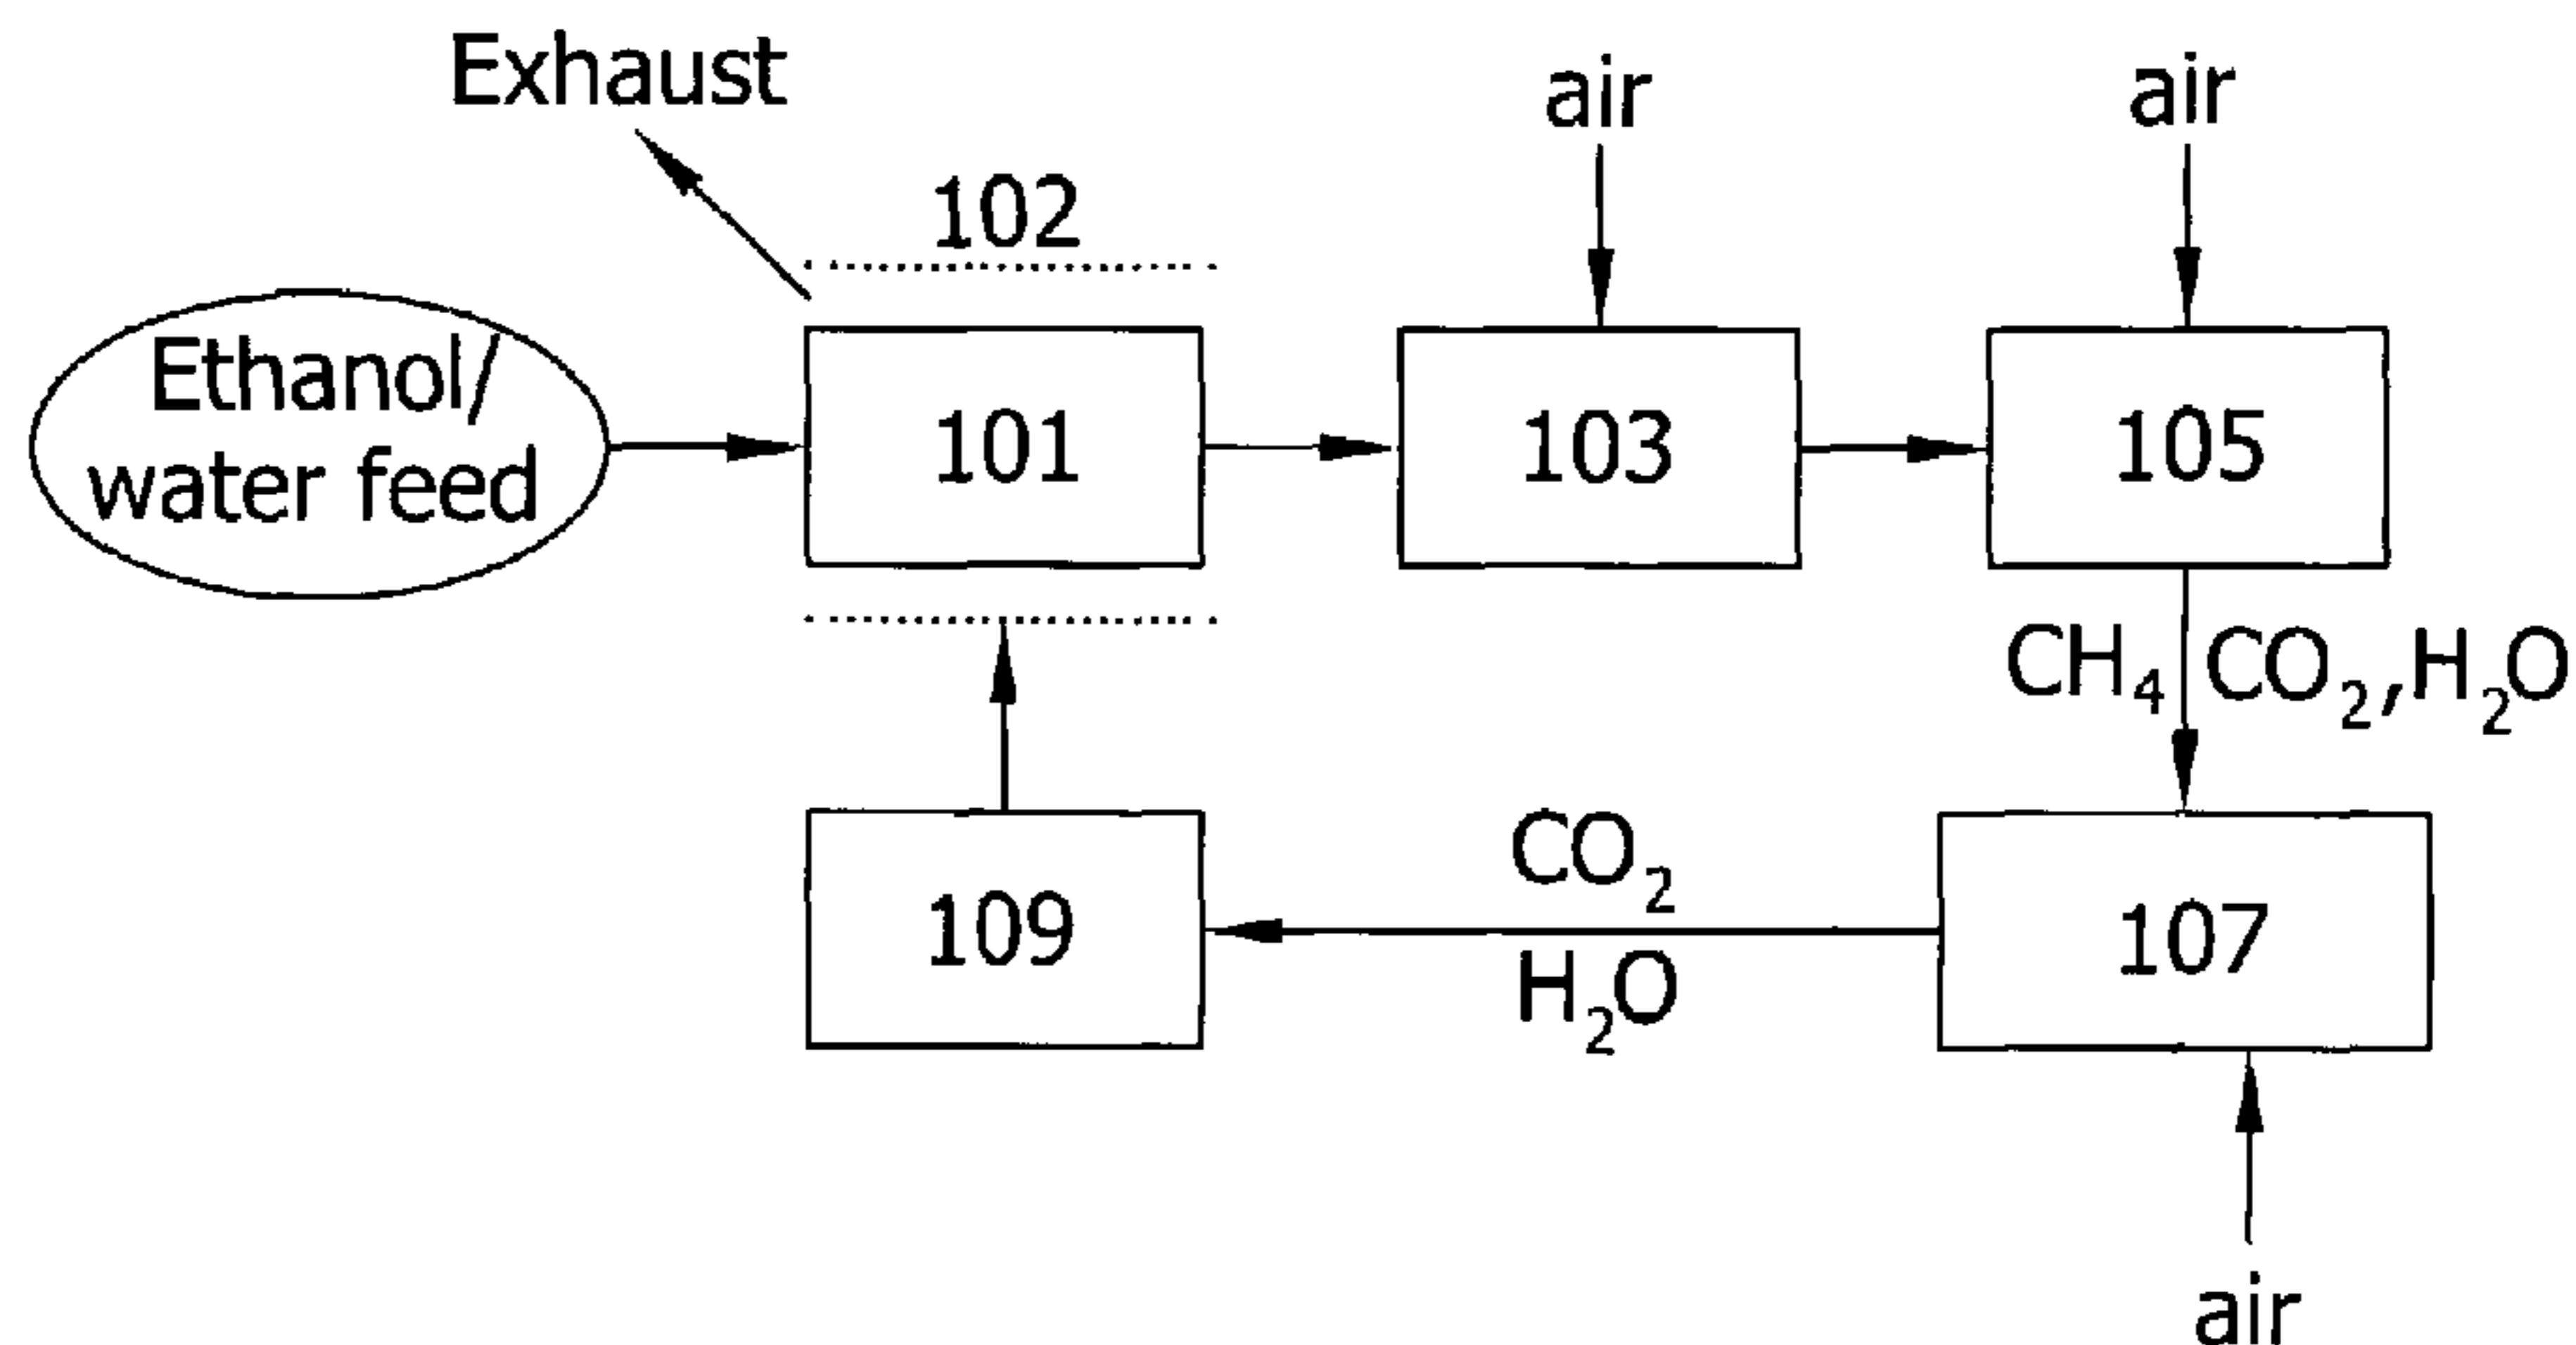 Exhaust
air
air
102
Ethanol/
water feed
101
103
105
CH₄
CO₂,H₂O
CO₂
109
107
H₂O
air